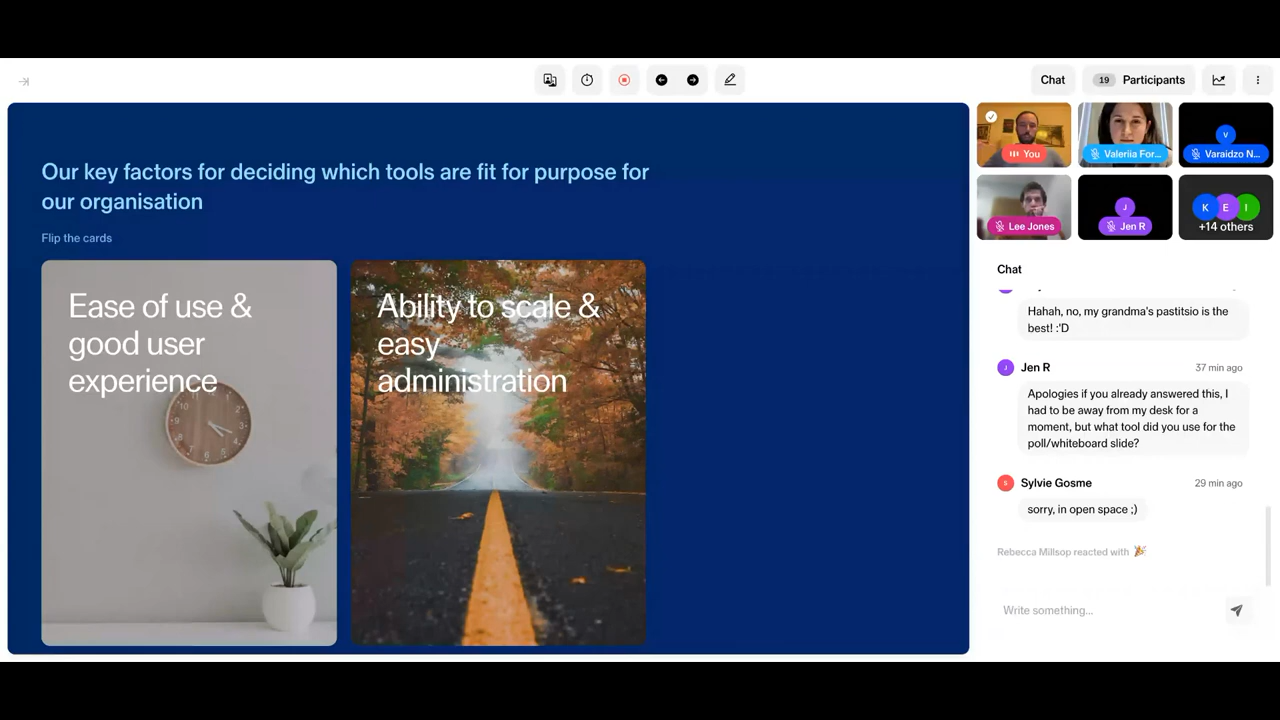 Chat
19 Participants
Our key factors for deciding which tools are fit for purpose for
our organisation
Flip the cards
Ease of use &
good user
experience
Ability to scale &
easy
administration
You
Valeriia For...
V
Varaidzo N...
Lee Jones
J
Jen R
K E I
+14 others
Chat
Hahah, no, my grandma's pastitsio is the
best! :'D
J Jen R 37 min ago
Apologies if you already answered this, I
had to be away from my desk for a
moment, but what tool did you use for the
poll/whiteboard slide?
S Sylvie Gosme 29 min ago
sorry, in open space ;)
Rebecca Millsop reacted with 🎉
Write something...